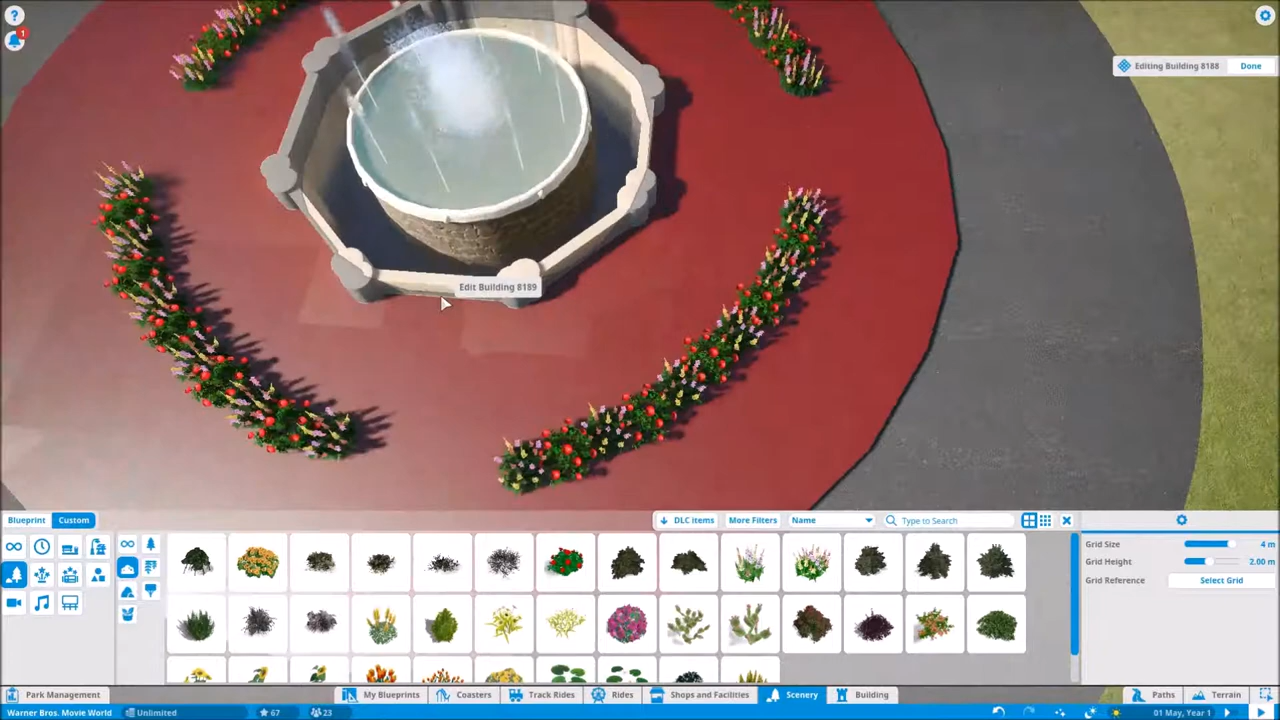 ?
1
Editing Building 8188 Done
Edit Building 8189
Blueprint Custom DLC items More Filters Name Type to Search
Grid Size 4 m
Grid Height 2.00 m
Grid Reference Select Grid
Park Management My Blueprints Coasters Track Rides Rides Shops and Facilities Scenery Building Paths Terrain
Warner Bros. Movie World Unlimited 67 23 01 May, Year 1